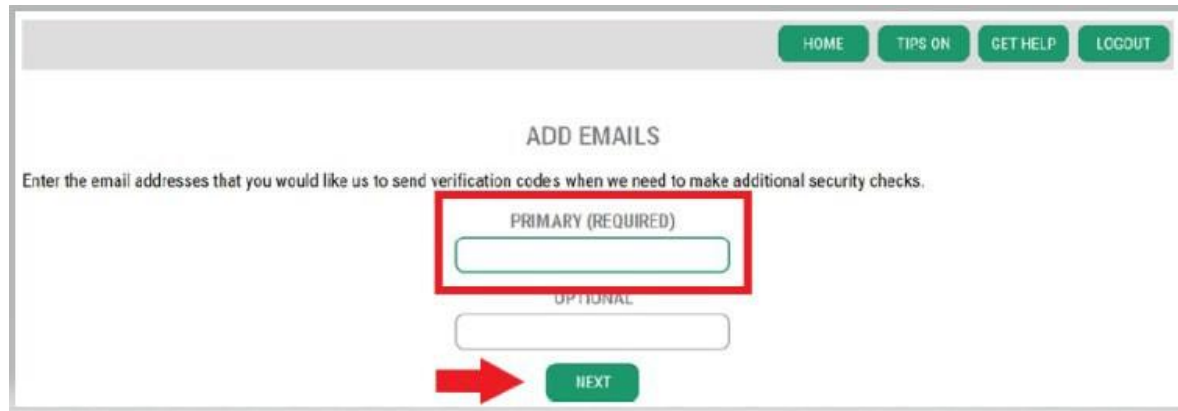 HOME TIPS ON GET HELP LOGOUT
ADD EMAILS
Enter the email addresses that you would like us to send verification codes when we need to make additional security checks.
PRIMARY (REQUIRED)
OPTIONAL
NEXT